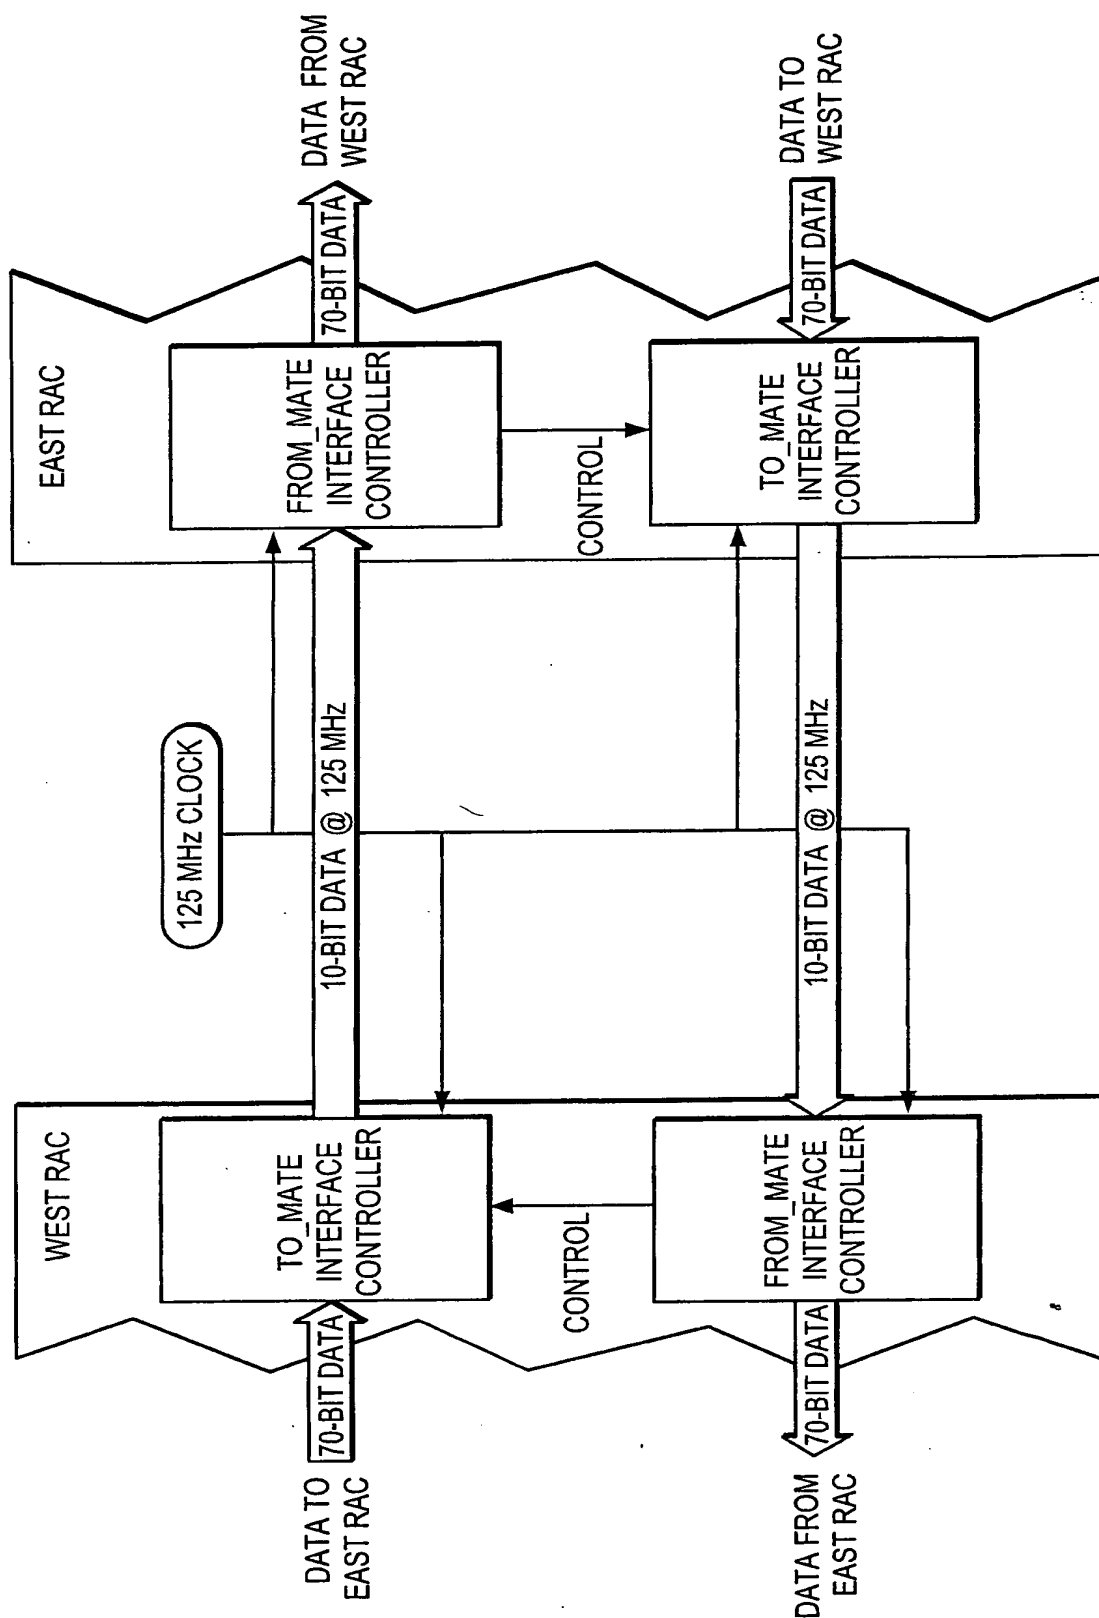 WEST RAC
EAST RAC
125 MHz CLOCK
DATA TO
EAST RAC
70-BIT DATA
TO_MATE
INTERFACE
CONTROLLER
10-BIT DATA @ 125 MHz
FROM_MATE
INTERFACE
CONTROLLER
70-BIT DATA
DATA FROM
WEST RAC
CONTROL
CONTROL
DATA FROM
EAST RAC
70-BIT DATA
FROM_MATE
INTERFACE
CONTROLLER
10-BIT DATA @ 125 MHz
TO_MATE
INTERFACE
CONTROLLER
70-BIT DATA
DATA TO
WEST RAC